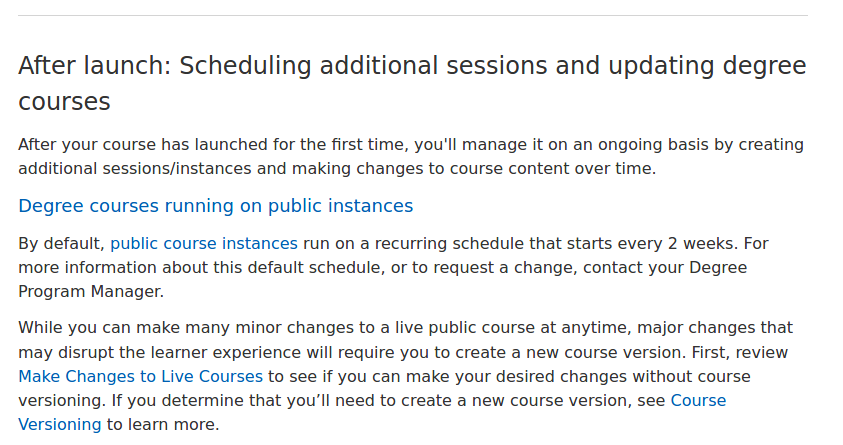 After launch: Scheduling additional sessions and updating degree
courses
After your course has launched for the first time, you'll manage it on an ongoing basis by creating
additional sessions/instances and making changes to course content over time.
Degree courses running on public instances
By default, public course instances run on a recurring schedule that starts every 2 weeks. For
more information about this default schedule, or to request a change, contact your Degree
Program Manager.
While you can make many minor changes to a live public course at anytime, major changes that
may disrupt the learner experience will require you to create a new course version. First, review
Make Changes to Live Courses to see if you can make your desired changes without course
versioning. If you determine that you’ll need to create a new course version, see Course
Versioning to learn more.